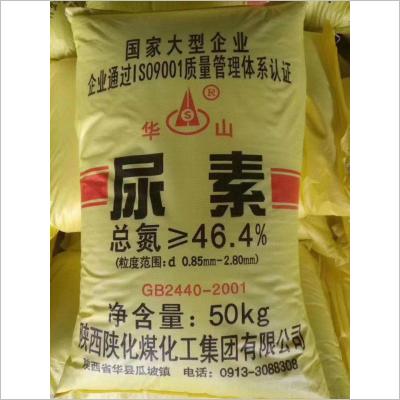 国家大型企业
企业通过ISO9001质量管理体系认证
华 S ® 山
尿素
总氮≥46.4%
(粒度范围:d 0.85mm-2.80mm)
GB2440-2001
净含量:50kg
陕西陕化煤化工集团有限公司
陕西省华县瓜坡镇 电话:0913-3088308